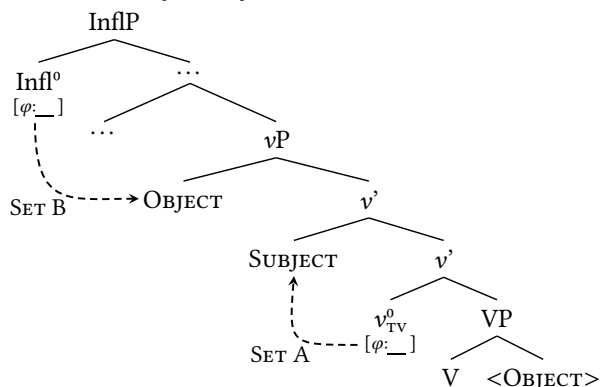 InflP
Infl⁰ …
[φ:__]
…
vP
SET B OBJECT v’
SUBJECT v’
v⁰TV VP
SET A [φ:__]
V <OBJECT>